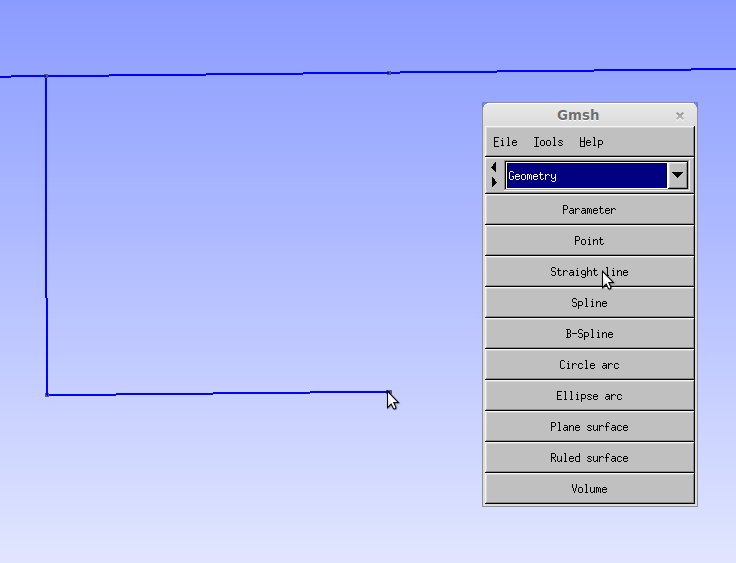 Gmsh
Eile Tools Help
Geometry
Parameter
Point
Straight line
Spline
B-Spline
Circle arc
Ellipse arc
Plane surface
Ruled surface
Volume